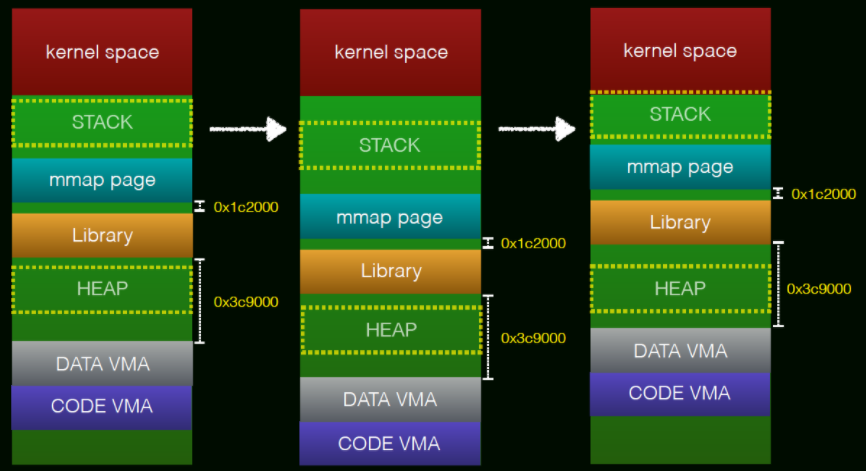 kernel space
STACK
mmap page
0x1c2000
Library
HEAP
0x3c9000
DATA VMA
CODE VMA
kernel space
STACK
mmap page
0x1c2000
Library
HEAP
0x3c9000
DATA VMA
CODE VMA
kernel space
STACK
mmap page
0x1c2000
Library
HEAP
0x3c9000
DATA VMA
CODE VMA